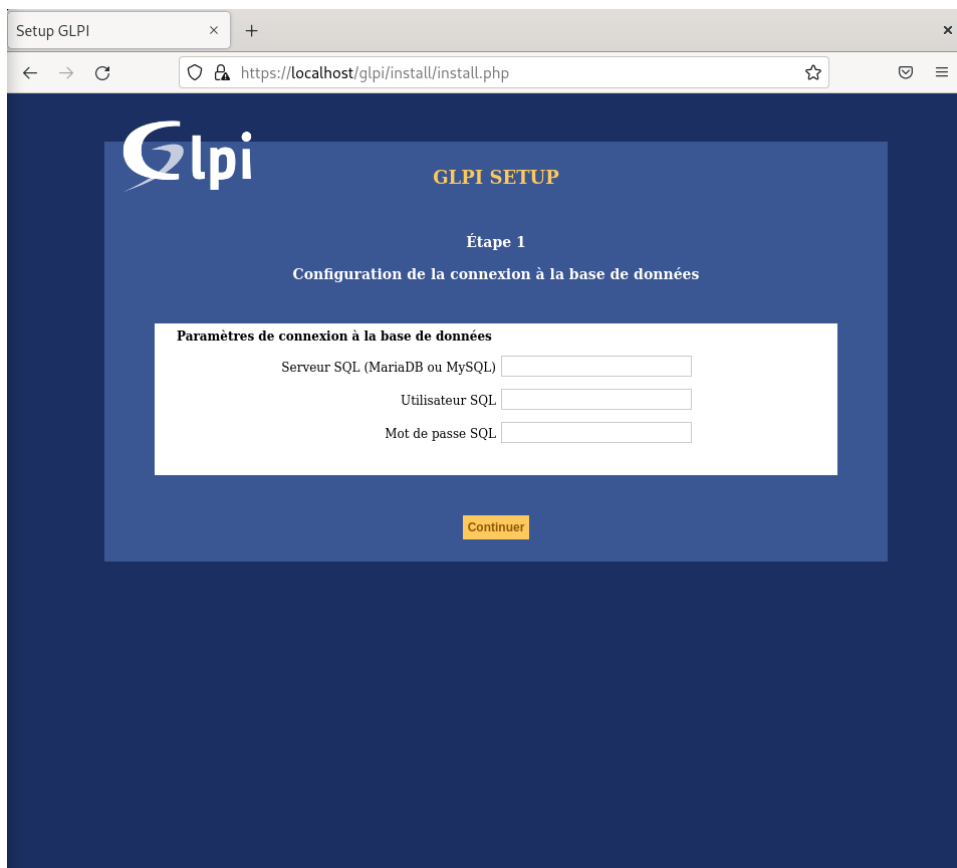 Setup GLPI
https://localhost/glpi/install/install.php
Glpi
GLPI SETUP
Étape 1
Configuration de la connexion à la base de données
Paramètres de connexion à la base de données
Serveur SQL (MariaDB ou MySQL)
Utilisateur SQL
Mot de passe SQL
Continuer